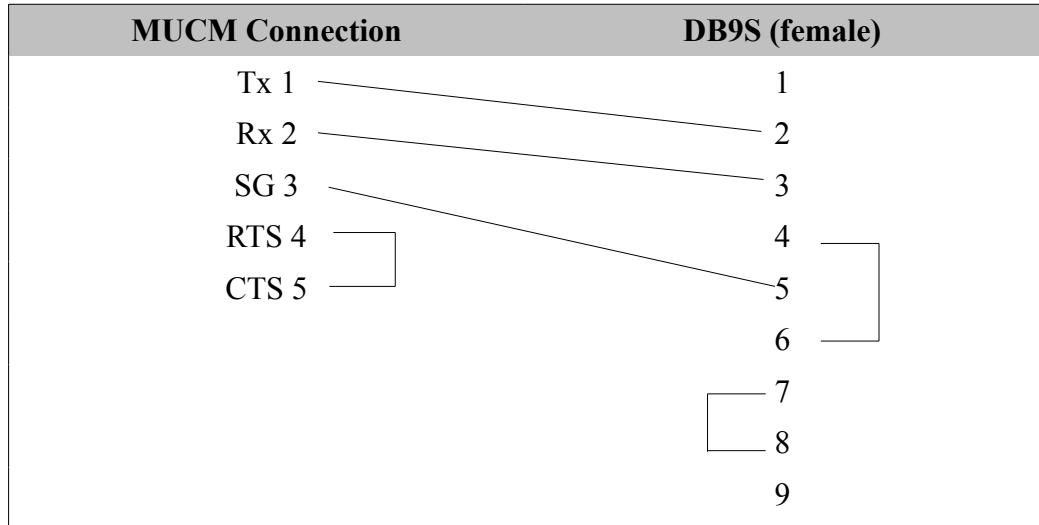 MUCM Connection DB9S (female)
Tx 1 1
Rx 2 2
SG 3 3
RTS 4 4
CTS 5 5
6
7
8
9